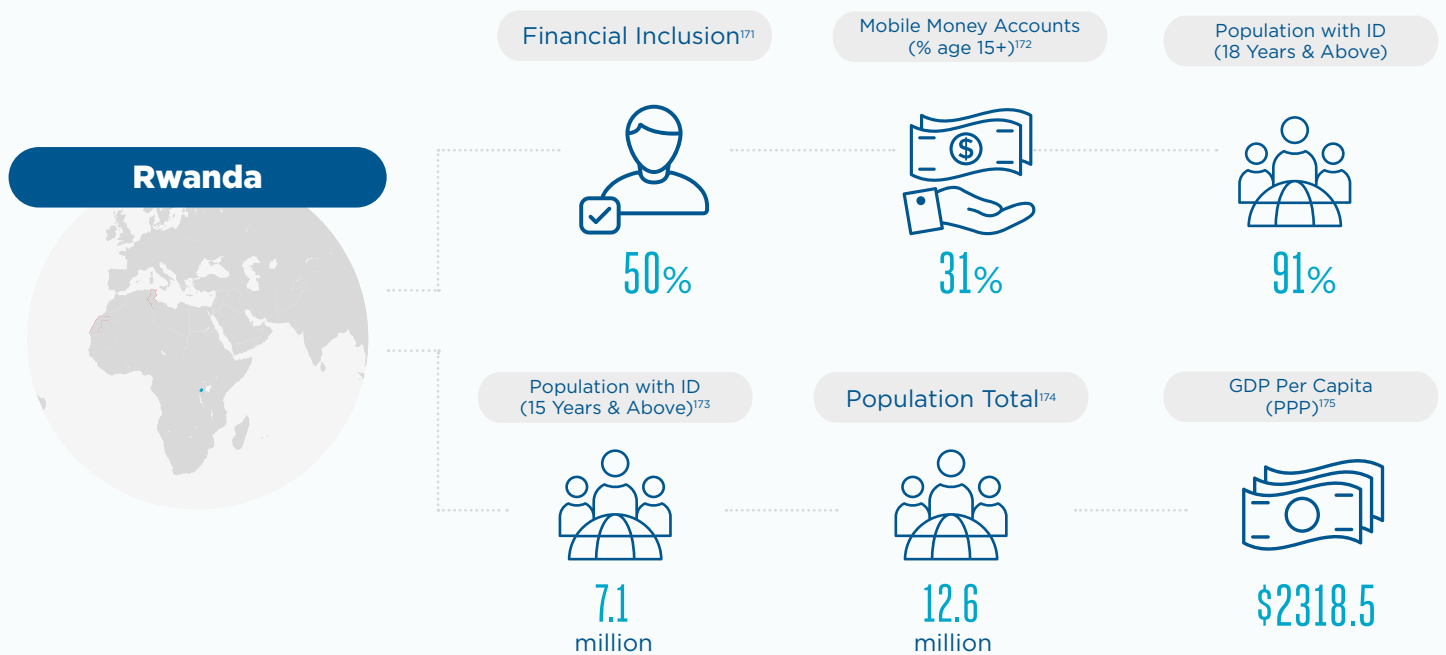 Rwanda
Financial Inclusion171
Mobile Money Accounts
(% age 15+)172
Population with ID
(18 Years & Above)
$
50%
31%
91%
Population with ID
(15 Years & Above)173
Population Total174
GDP Per Capita
(PPP)175
7.1
million
12.6
million
$2318.5